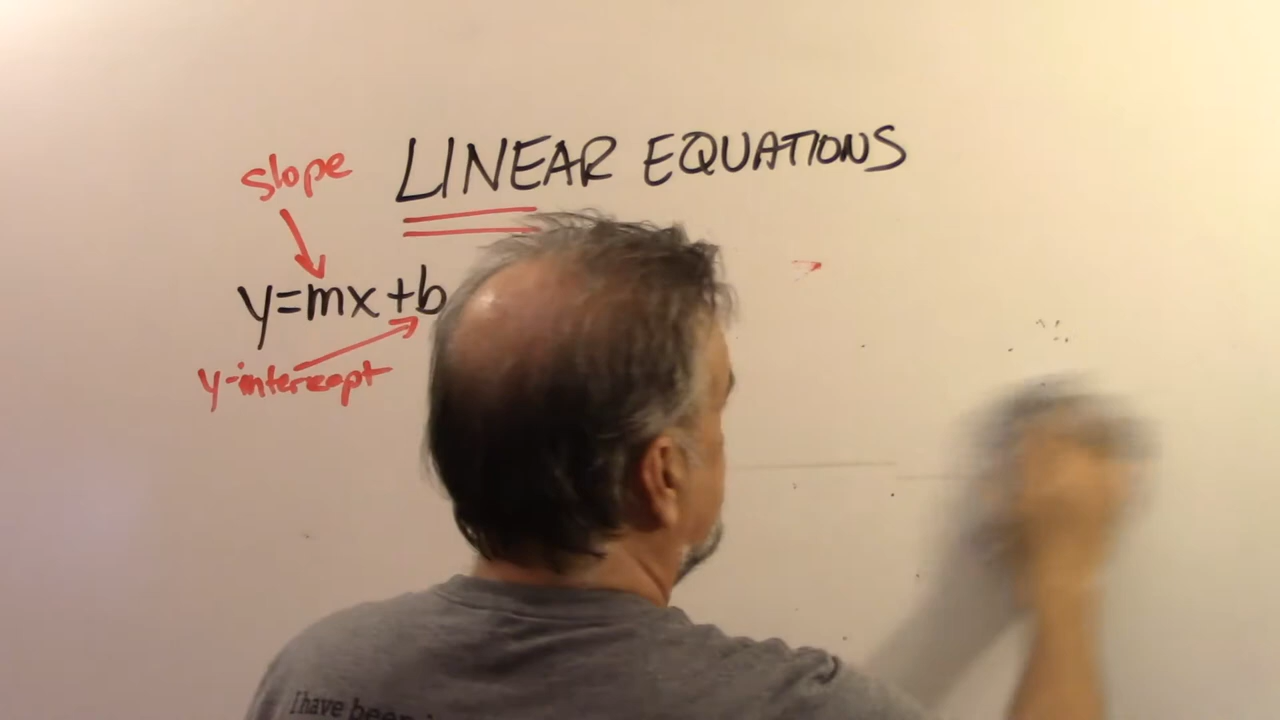 LINEAR EQUATIONS
slope
y=mx+b
y-intercept
I have been